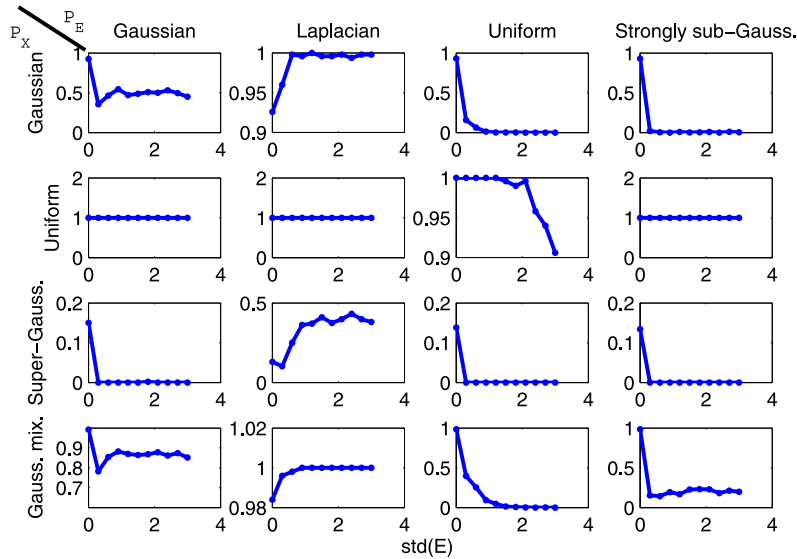 P_E
P_X
Gaussian Laplacian Uniform Strongly sub-Gauss.
Gaussian
1 0.5 0
1 0.95 0.9
1 0.5 0
1 0.5 0
0 2 4 0 2 4 0 2 4 0 2 4
Uniform
2 1 0
2 1 0
1 0.95 0.9
2 1 0
0 2 4 0 2 4 0 2 4 0 2 4
Super-Gauss.
0.2 0.1 0
0.5 0
0.2 0.1 0
0.2 0.1 0
0 2 4 0 2 4 0 2 4 0 2 4
Gauss. mix.
0.9 0.8 0.7
1.02 1 0.98
1 0.5 0
1 0.5 0
0 2 4 0 2 4 0 2 4 0 2 4
std(E)